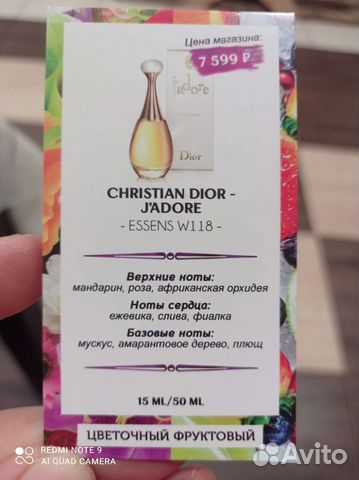 Цена магазина:
7 599 ₽
j'adore
Dior
CHRISTIAN DIOR -
J'ADORE
- ESSENS W118 -
Верхние ноты:
мандарин, роза, африканская орхидея
Ноты сердца:
ежевика, слива, фиалка
Базовые ноты:
мускус, амарантовое дерево, плющ
15 ML/50 ML
ЦВЕТОЧНЫЙ ФРУКТОВЫЙ
REDMI NOTE 9
AI QUAD CAMERA
Avito